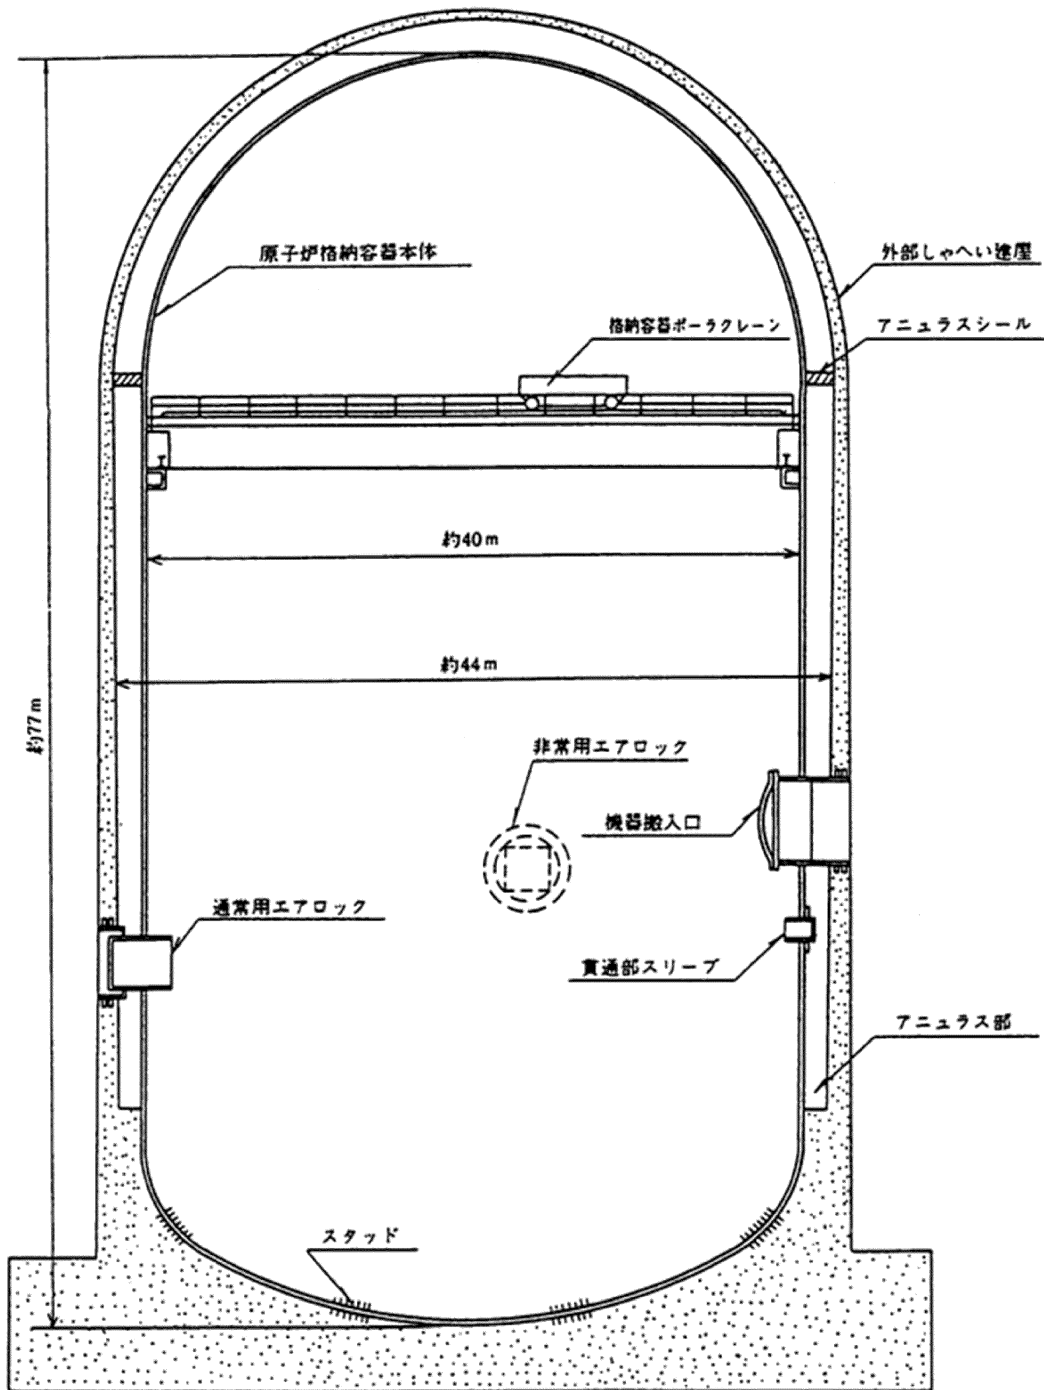 原子炉格納容器本体
外部しゃへい建屋
格納容器ポーラクレーン
アニュラスシール
約40m
約44m
約77m
非常用エアロック
機器搬入口
通常用エアロック
貫通部スリーブ
アニュラス部
スタッド